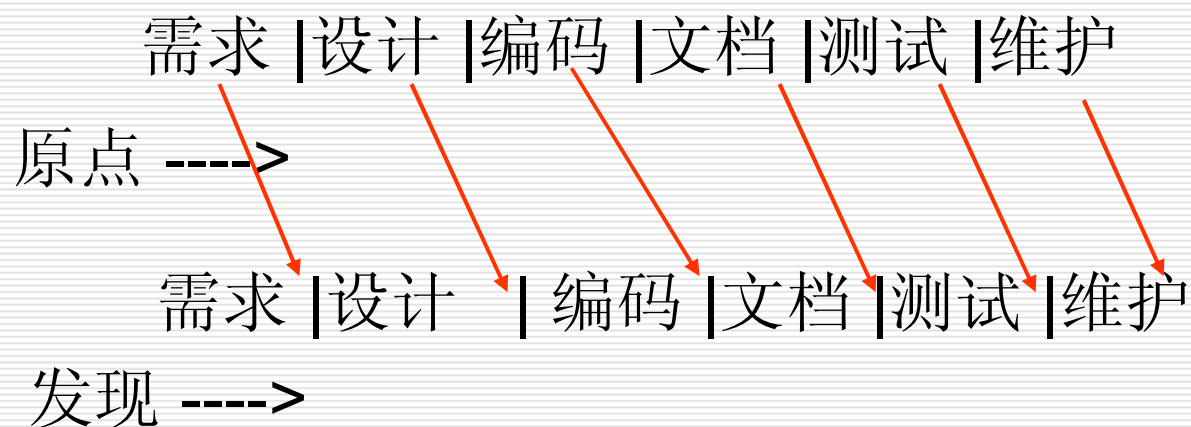 需求 |设计 |编码 |文档 |测试 |维护
原点 ---->
需求 |设计 | 编码 |文档 |测试 |维护
发现 ---->